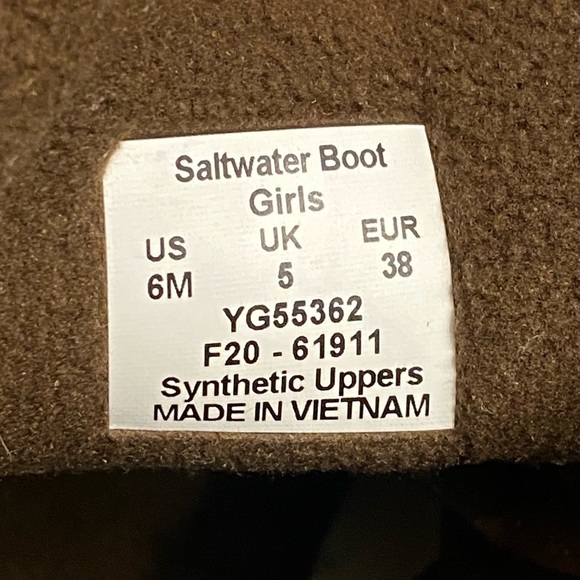 Saltwater Boot
Girls
US UK EUR
6M 5 38
YG55362
F20 - 61911
Synthetic Uppers
MADE IN VIETNAM